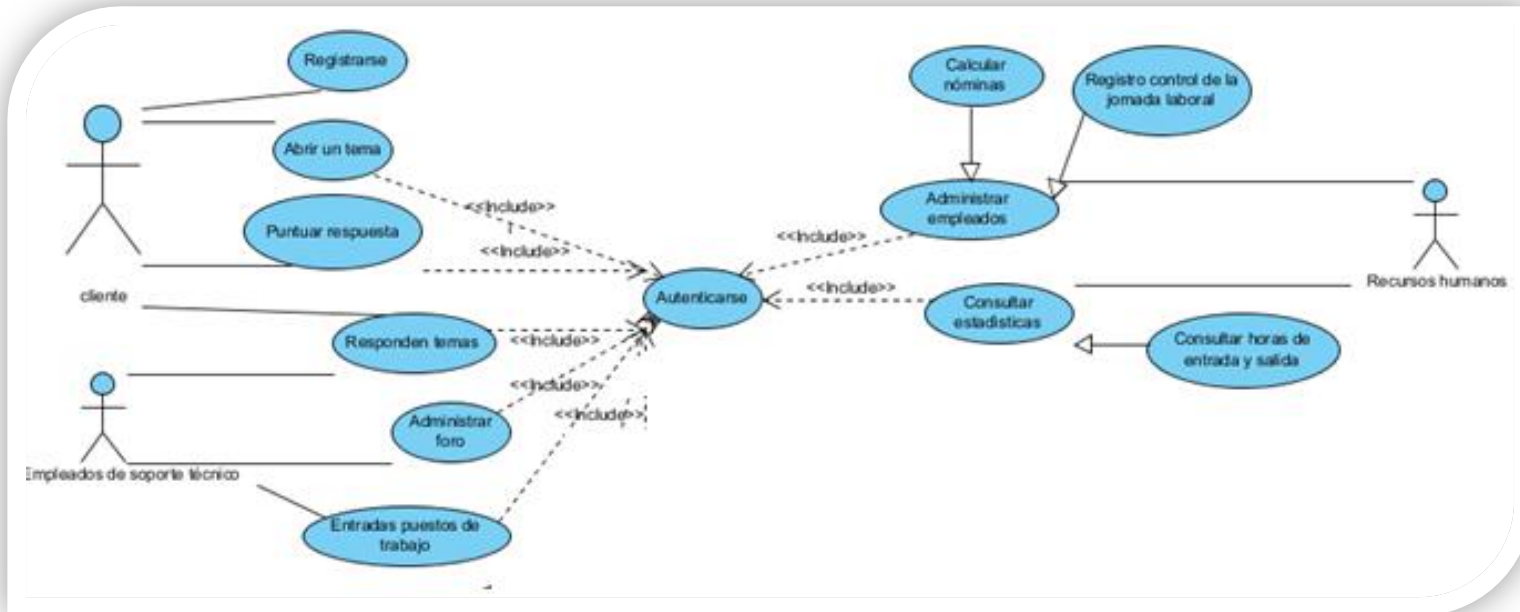 Registrarse
Abrir un tema
Puntuar respuesta
cliente
Responden temas
Administrar
foro
Empleados de soporte técnico
Entradas puestos de
trabajo
<<Include>>
<<Include>>
<<Include>>
<<Include>>
<<Include>>
Autenticarse
<<Include>>
<<Include>>
Calcular
nóminas
Registro control de la
jornada laboral
Administrar
empleados
Consultar
estadísticas
Consultar horas de
entrada y salida
Recursos humanos